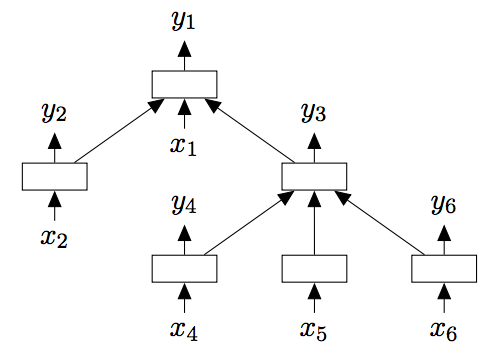 y₁
y₂
x₁
y₃
x₂
y₄
y₆
x₄
x₅
x₆